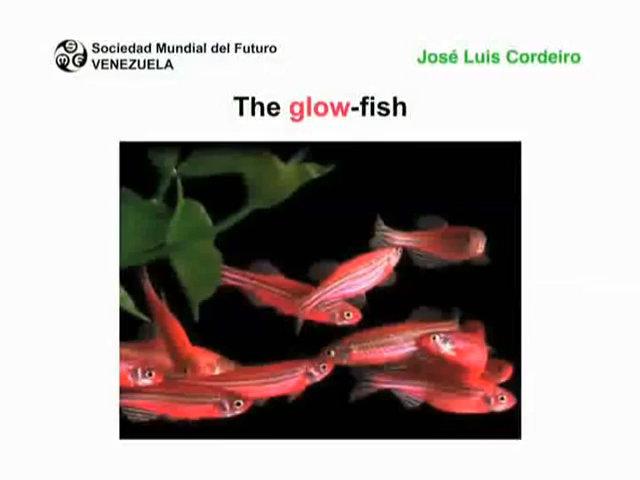 Sociedad Mundial del Futuro
VENEZUELA
José Luis Cordeiro
The glow-fish